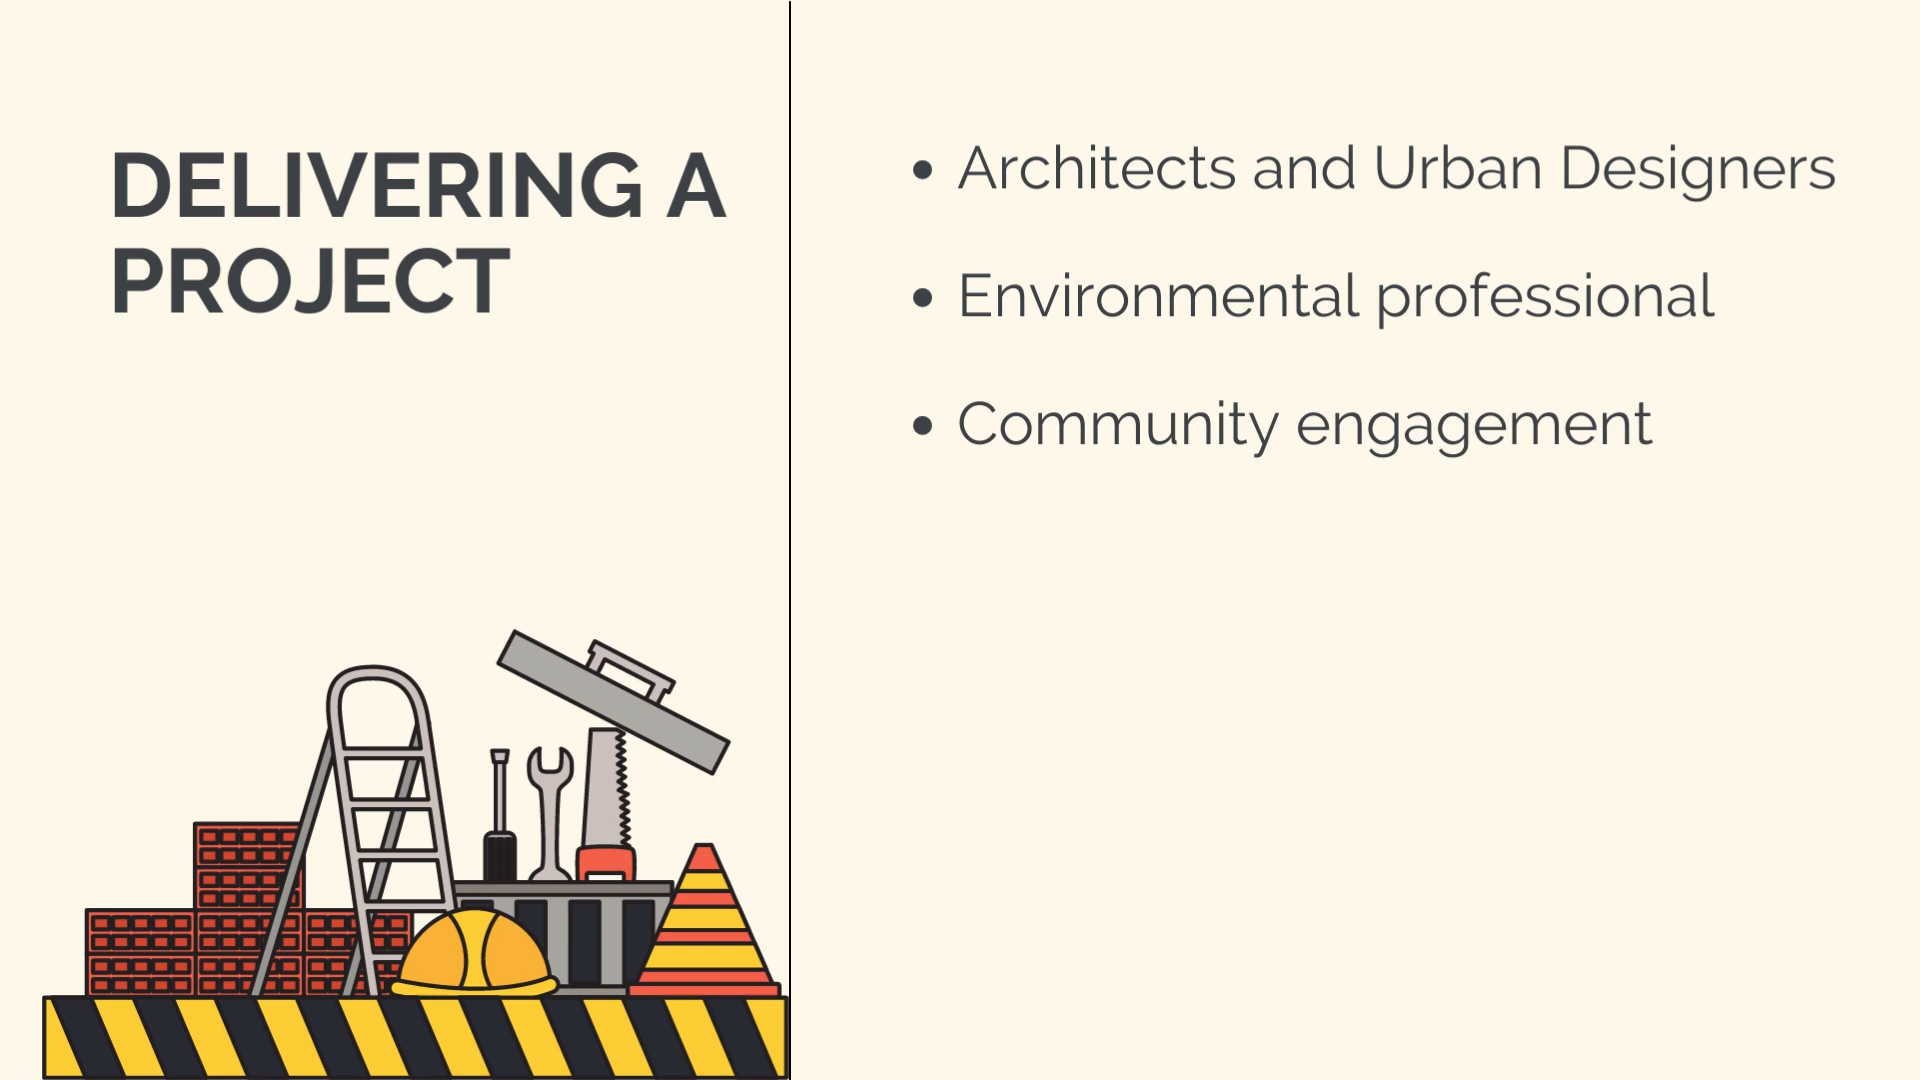 DELIVERING A
PROJECT
• Architects and Urban Designers
• Environmental professional
• Community engagement